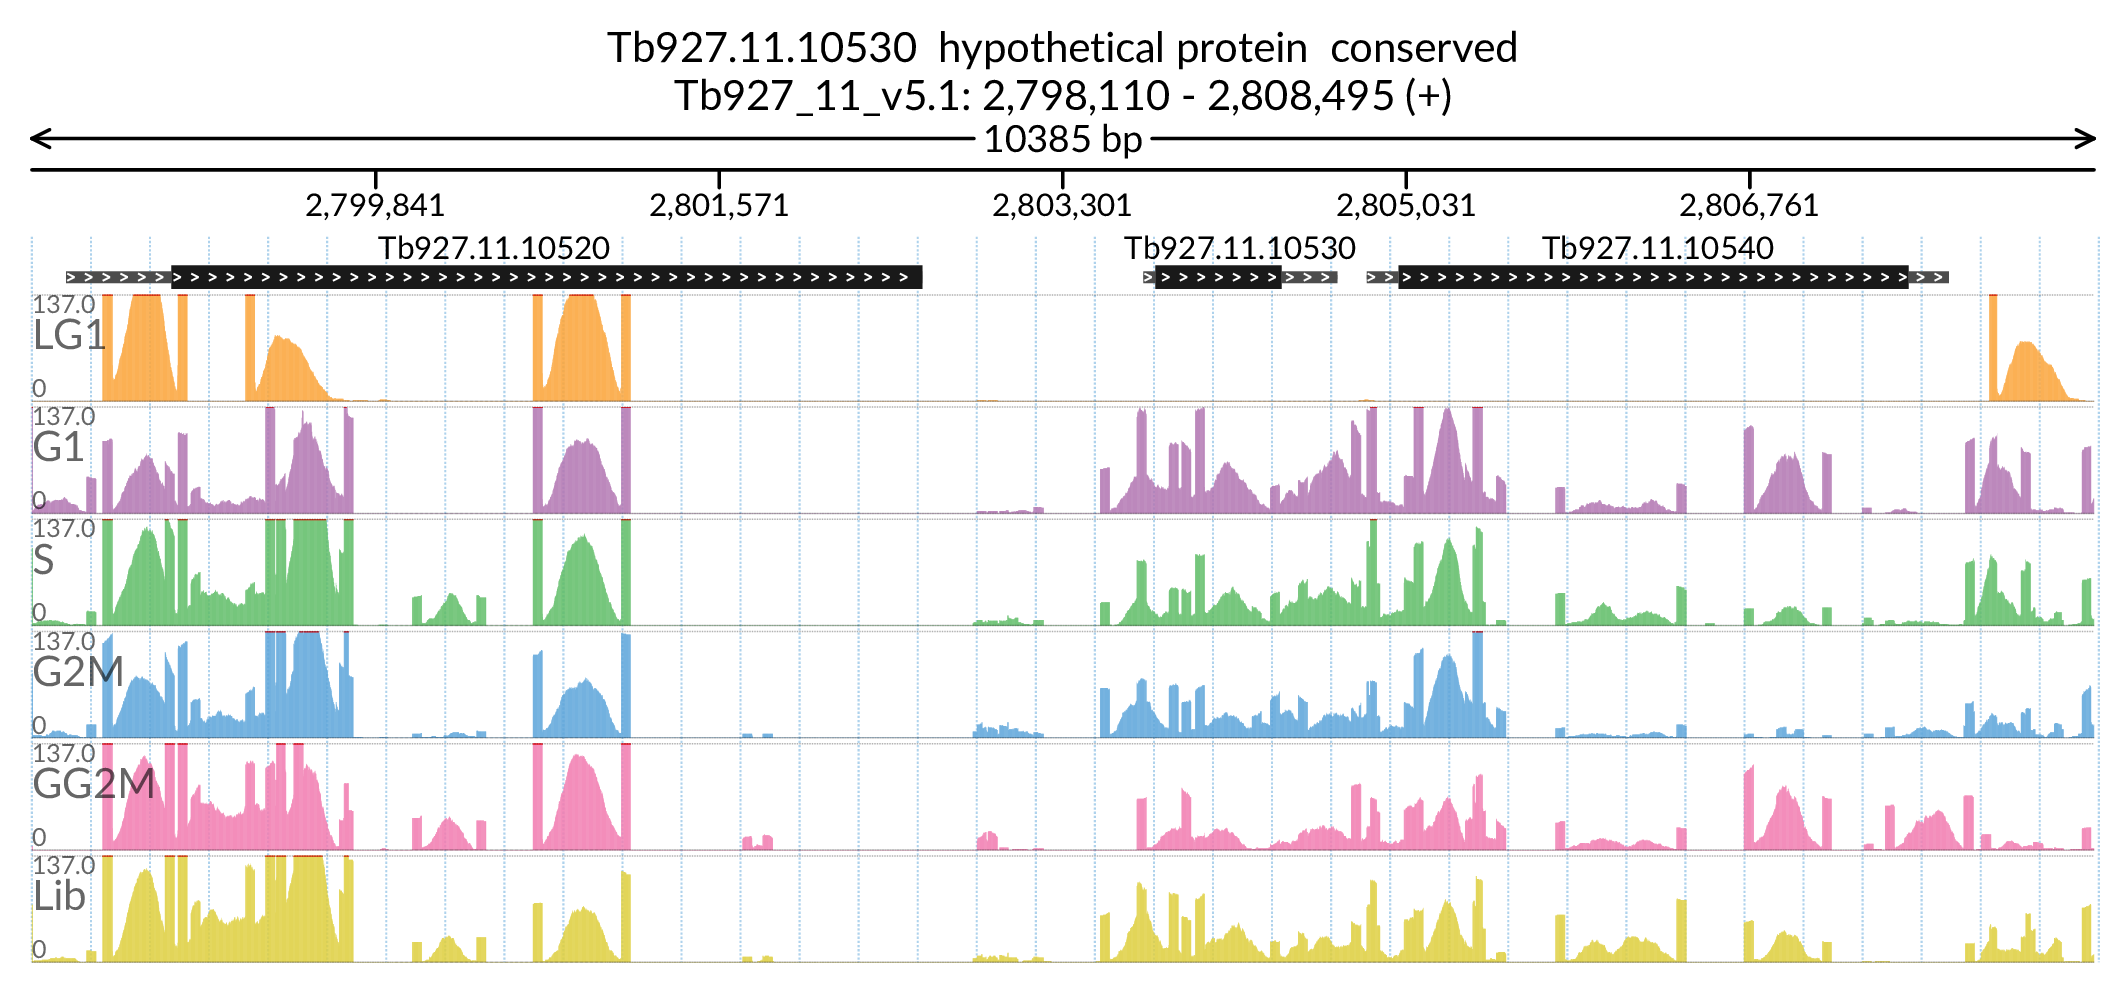 Tb927.11.10530 hypothetical protein conserved
Tb927_11_v5.1: 2,798,110 - 2,808,495 (+)
10385 bp
2,799,841 2,801,571 2,803,301 2,805,031 2,806,761
Tb927.11.10520 Tb927.11.10530 Tb927.11.10540
137.0
LG1
0
137.0
G1
0
137.0
S
0
137.0
G2M
0
137.0
GG2M
0
137.0
Lib
0